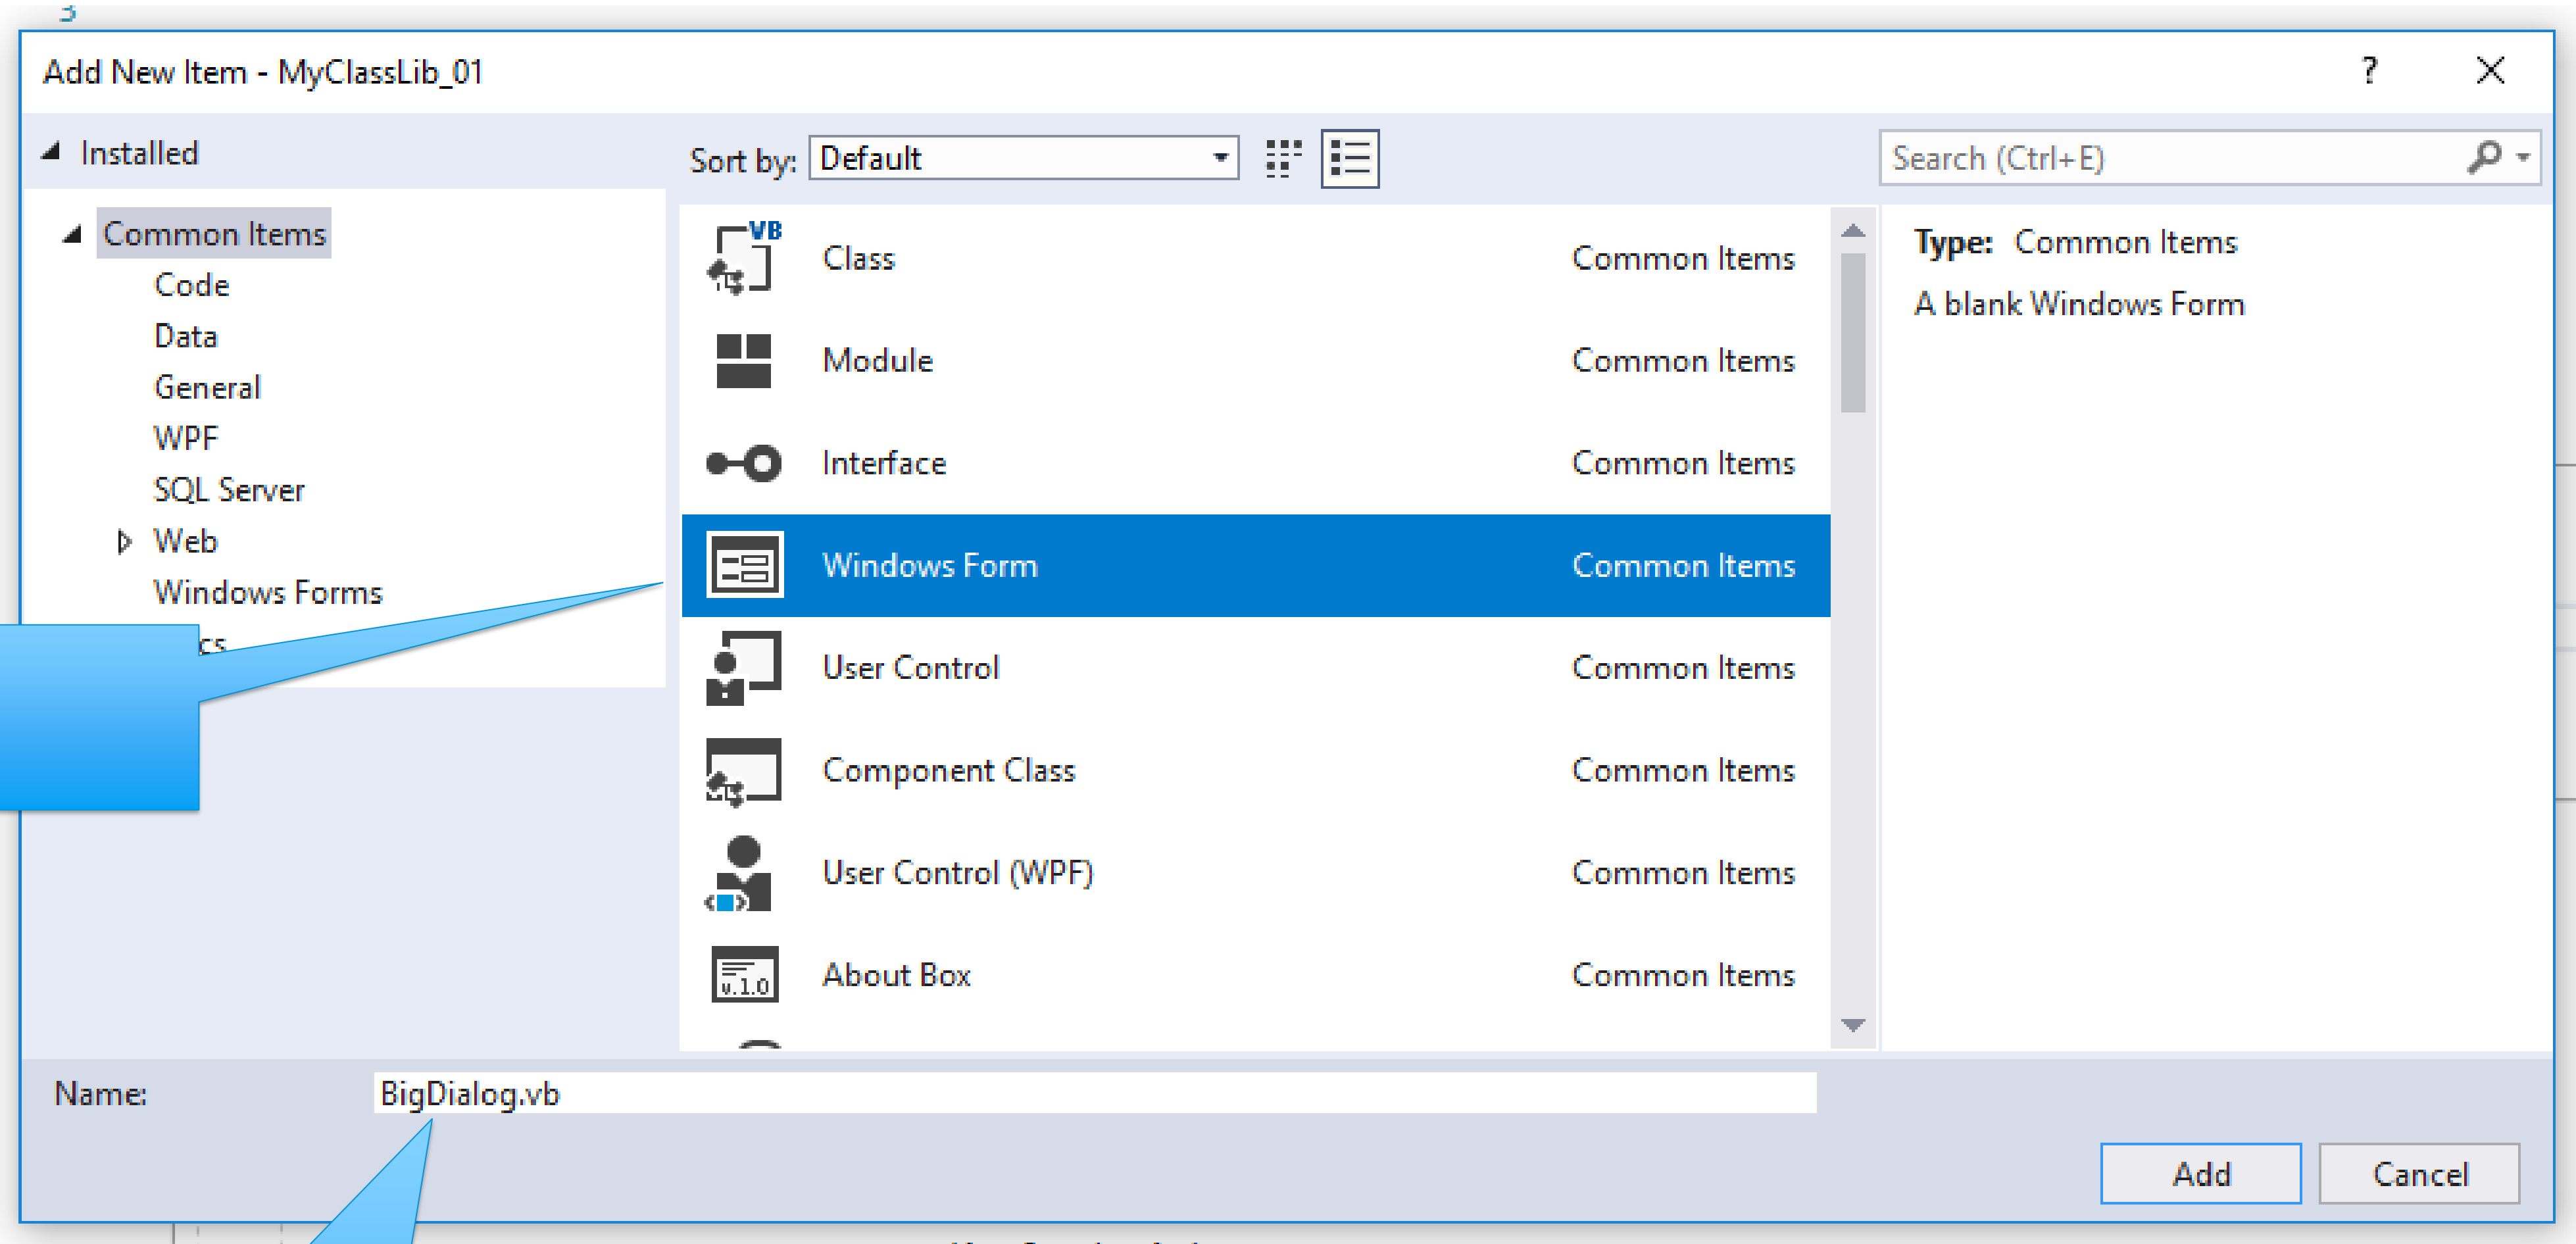 3
Add New Item - MyClassLib_01
?
Installed
Sort by: Default
Search (Ctrl+E)
Common Items
Code
Data
General
WPF
SQL Server
Web
Windows Forms
cs
VB
Class Common Items
Module Common Items
Interface Common Items
Windows Form Common Items
User Control Common Items
Component Class Common Items
User Control (WPF) Common Items
v.1.0
About Box Common Items
Type: Common Items
A blank Windows Form
Name: BigDialog.vb
Add Cancel